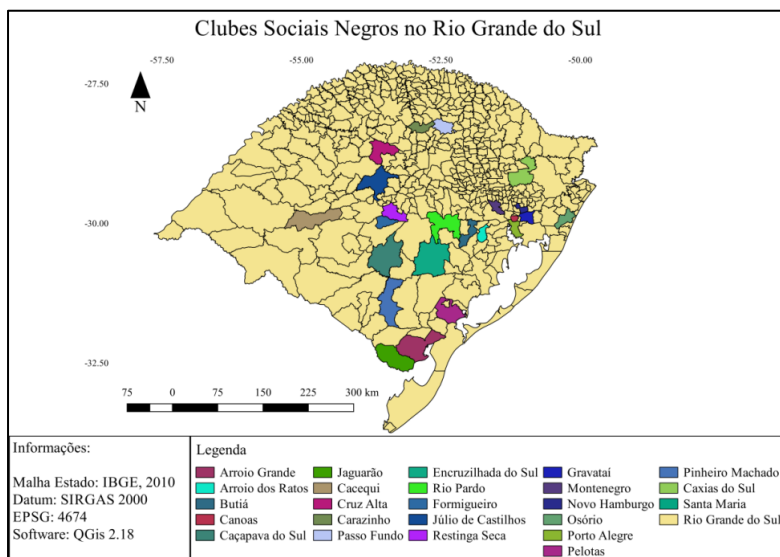 Clubes Sociais Negros no Rio Grande do Sul
-57.50 -55.00 -52.50 -50.00
-27.50
N
-30.00
-32.50
75 0 75 150 225 300 km
Informações:
Malha Estado: IBGE, 2010
Datum: SIRGAS 2000
EPSG: 4674
Software: QGis 2.18
Legenda
Arroio Grande
Arroio dos Ratos
Butiá
Canoas
Caçapava do Sul
Jaguarão
Cacequi
Cruz Alta
Carazinho
Passo Fundo
Encruzilhada do Sul
Rio Pardo
Formigueiro
Júlio de Castilhos
Restinga Seca
Gravataí
Montenegro
Novo Hamburgo
Osório
Porto Alegre
Pelotas
Pinheiro Machado
Caxias do Sul
Santa Maria
Rio Grande do Sul